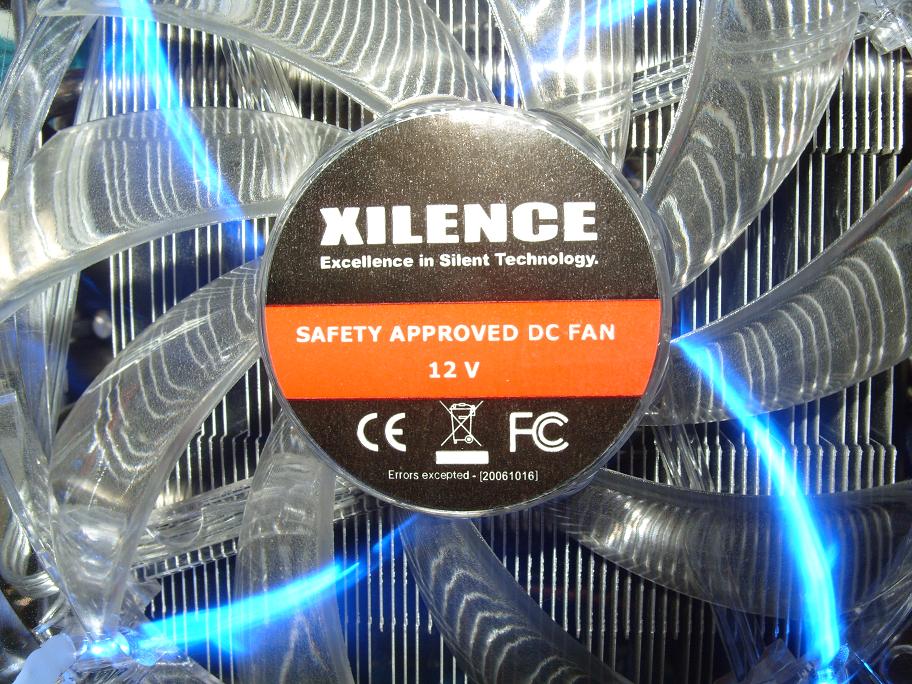 XILENCE
Excellence in Silent Technology.
SAFETY APPROVED DC FAN
12 V
CE FC
Errors excepted - [20061016]